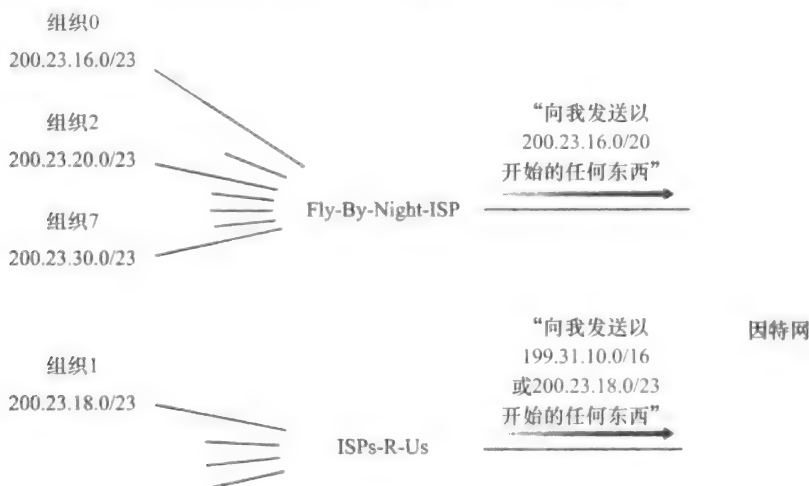 组织0
200.23.16.0/23
组织2
200.23.20.0/23
组织7
200.23.30.0/23
Fly-By-Night-ISP
“向我发送以
200.23.16.0/20
开始的任何东西”
组织1
200.23.18.0/23
ISPs-R-Us
“向我发送以
199.31.10.0/16
或200.23.18.0/23
开始的任何东西”
因特网